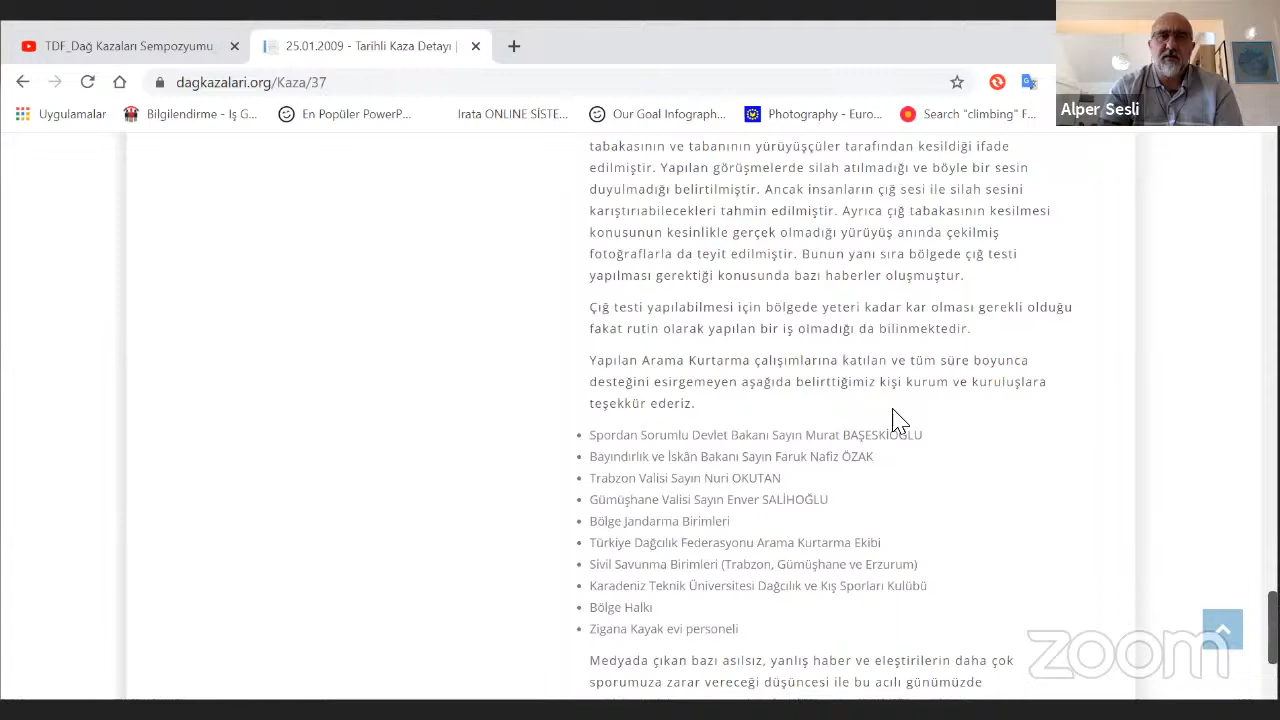 TDF_Dağ Kazaları Sempozyumu
25.01.2009 - Tarihli Kaza Detayı |
dagkazalari.org/Kaza/37
Uygulamalar
Bilgilendirme - Iş G...
En Popüler PowerP...
Irata ONLINE SİSTE...
Our Goal Infograph...
Photography - Euro...
Search "climbing" F...
Alper Sesli
tabakasının ve tabanının yürüyüşçüler tarafından kesildiği ifade
edilmiştir. Yapılan görüşmelerde silah atılmadığı ve böyle bir sesin
duyulmadığı belirtilmiştir. Ancak insanların çığ sesi ile silah sesini
karıştırıabilecekleri tahmin edilmiştir. Ayrıca çığ tabakasının kesilmesi
konusunun kesinlikle gerçek olmadığı yürüyüş anında çekilmiş
fotoğraflarla da teyit edilmiştir. Bunun yanı sıra bölgede çığ testi
yapılması gerektiği konusunda bazı haberler oluşmuştur.
Çığ testi yapılabilmesi için bölgede yeteri kadar kar olması gerekli olduğu
fakat rutin olarak yapılan bir iş olmadığı da bilinmektedir.
Yapılan Arama Kurtarma çalışımlarına katılan ve tüm süre boyunca
desteğini esirgemeyen aşağıda belirttiğimiz kişi kurum ve kuruluşlara
teşekkür ederiz.
• Spordan Sorumlu Devlet Bakanı Sayın Murat BAŞESKİOĞLU
• Bayındırlık ve İskân Bakanı Sayın Faruk Nafiz ÖZAK
• Trabzon Valisi Sayın Nuri OKUTAN
• Gümüşhane Valisi Sayın Enver SALİHOĞLU
• Bölge Jandarma Birimleri
• Türkiye Dağcılık Federasyonu Arama Kurtarma Ekibi
• Sivil Savunma Birimleri (Trabzon, Gümüşhane ve Erzurum)
• Karadeniz Teknik Üniversitesi Dağcılık ve Kış Sporları Kulübü
• Bölge Halkı
• Zigana Kayak evi personeli
Medyada çıkan bazı asılsız, yanlış haber ve eleştirilerin daha çok
sporumuza zarar vereceği düşüncesi ile bu acılı günümüzde
zoom